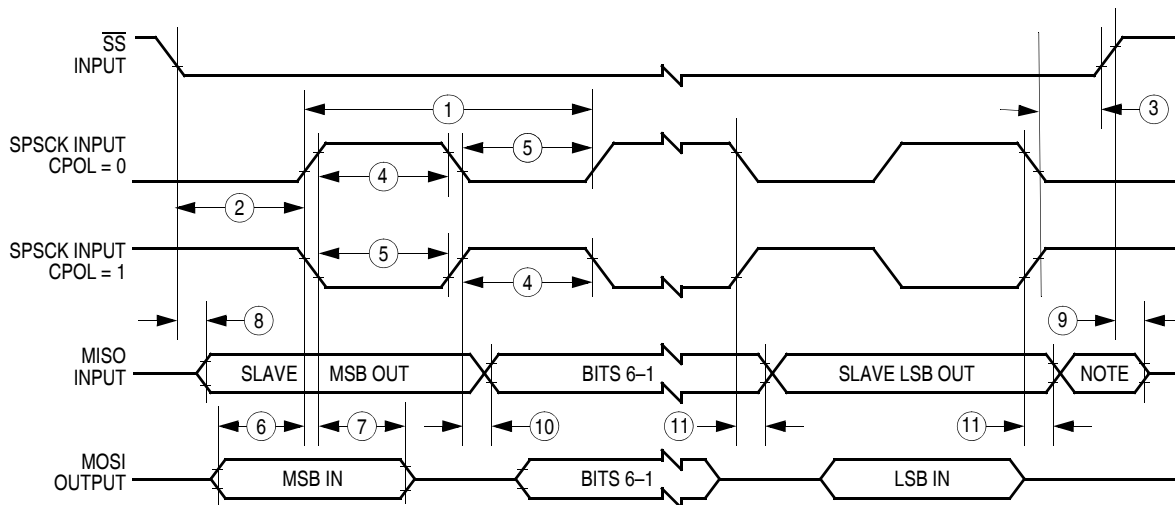 SS
INPUT
1
3
SPSCK INPUT
CPOL = 0
5
4
2
SPSCK INPUT
CPOL = 1
5
4
8
9
MISO
INPUT
SLAVE MSB OUT
BITS 6–1
SLAVE LSB OUT
NOTE
6
7
10
11
11
MOSI
OUTPUT
MSB IN
BITS 6–1
LSB IN